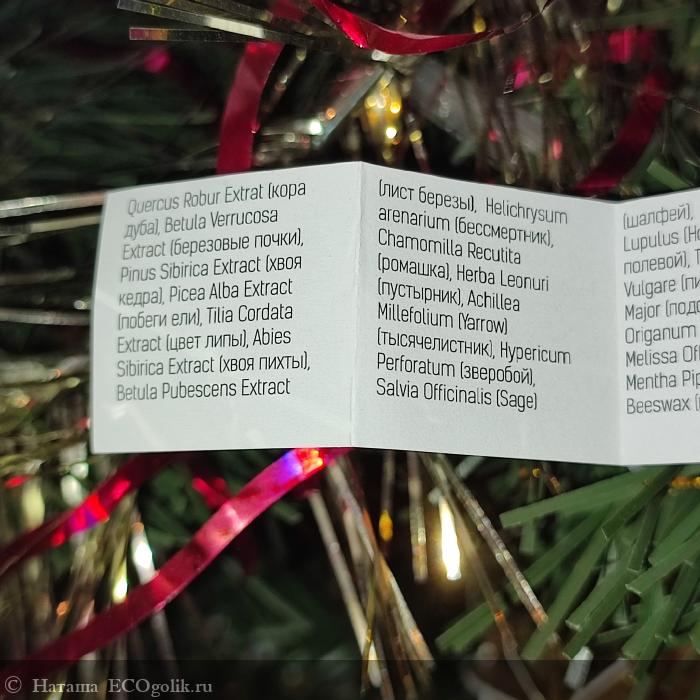 Quercus Robur Extrat (кора
дуба), Betula Verrucosa
Extract (березовые почки),
Pinus Sibirica Extract (хвоя
кедра), Picea Alba Extract
(побеги ели), Tilia Cordata
Extract (цвет липы), Abies
Sibirica Extract (хвоя пихты),
Betula Pubescens Extract
(лист березы), Helichrysum
arenarium (бессмертник),
Chamomilla Recutita
(ромашка), Herba Leonuri
(пустырник), Achillea
Millefolium (Yarrow)
(тысячелистник), Hypericum
Perforatum (зверобой),
Salvia Officinalis (Sage)
(шалфей),
Lupulus
полевой),
Vulgare
Major
Origanum
Melissa
Mentha
Beeswax
© Наташа ECOgolik.ru